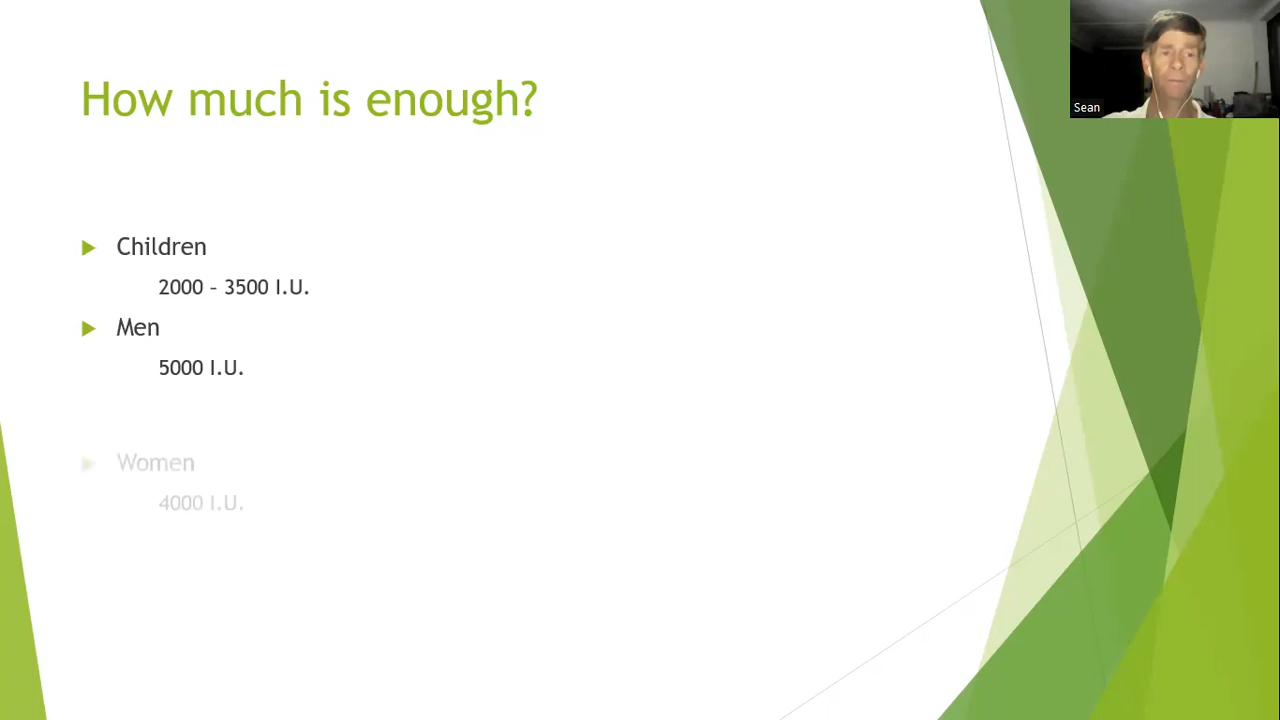 How much is enough?
Sean
Children
2000 – 3500 I.U.
Men
5000 I.U.
Women
4000 I.U.